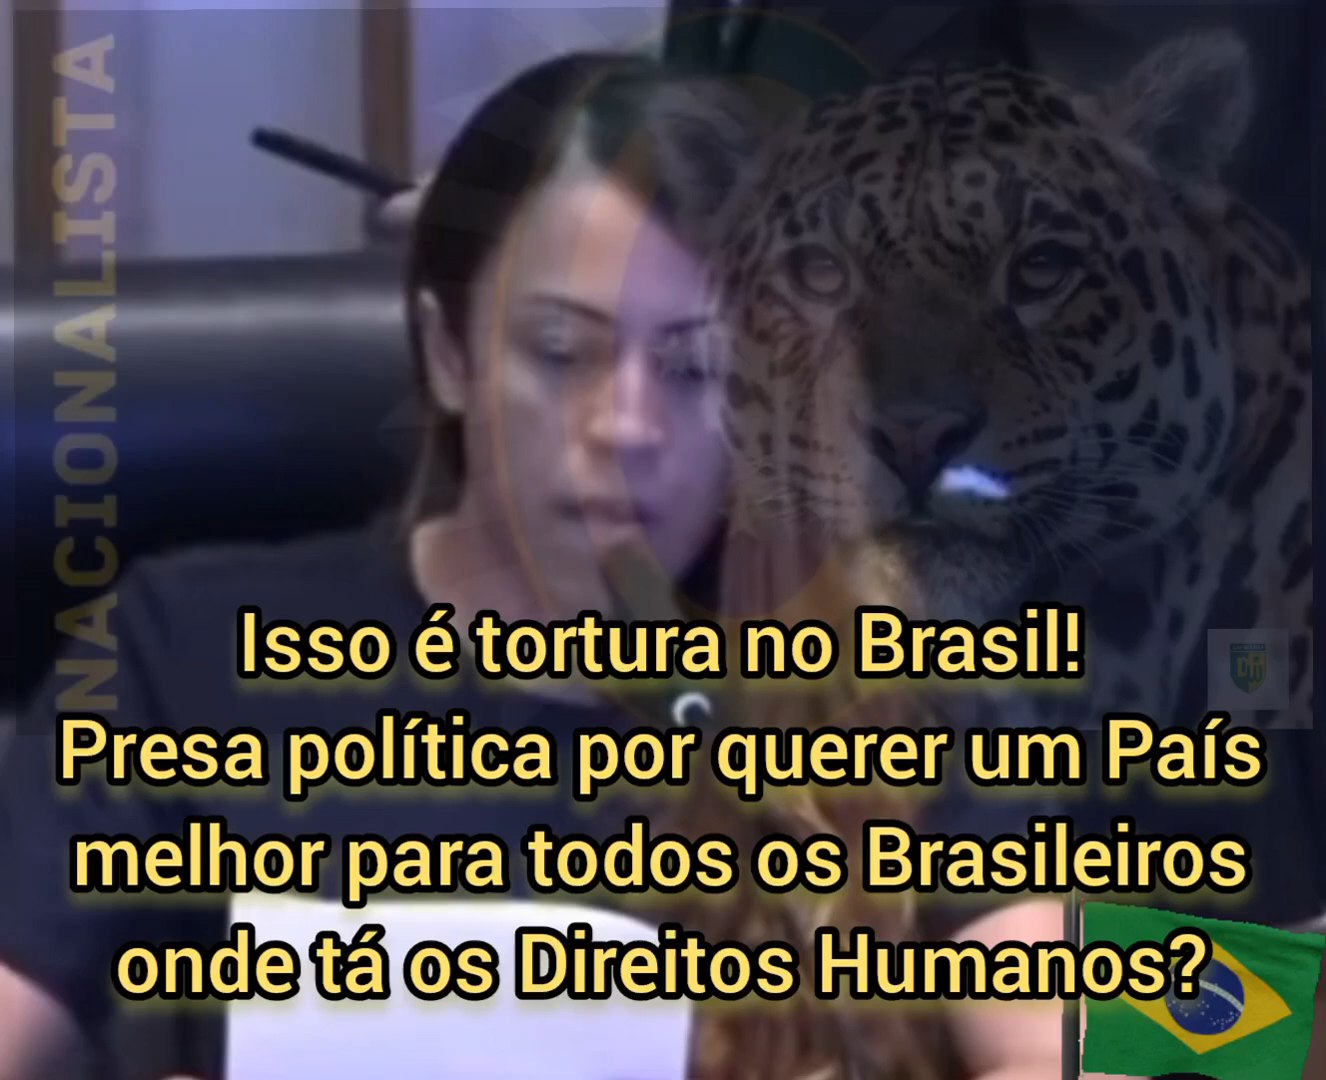 NACIONALISTA
Isso é tortura no Brasil!
Presa política por querer um País
melhor para todos os Brasileiros
onde tá os Direitos Humanos?